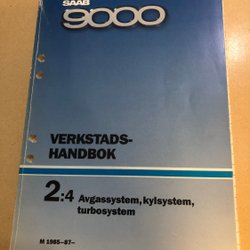 SAAB
9000
VERKSTADS-
HANDBOK
2:4 Avgassystem, kylsystem,
turbosystem
M 1985–87–